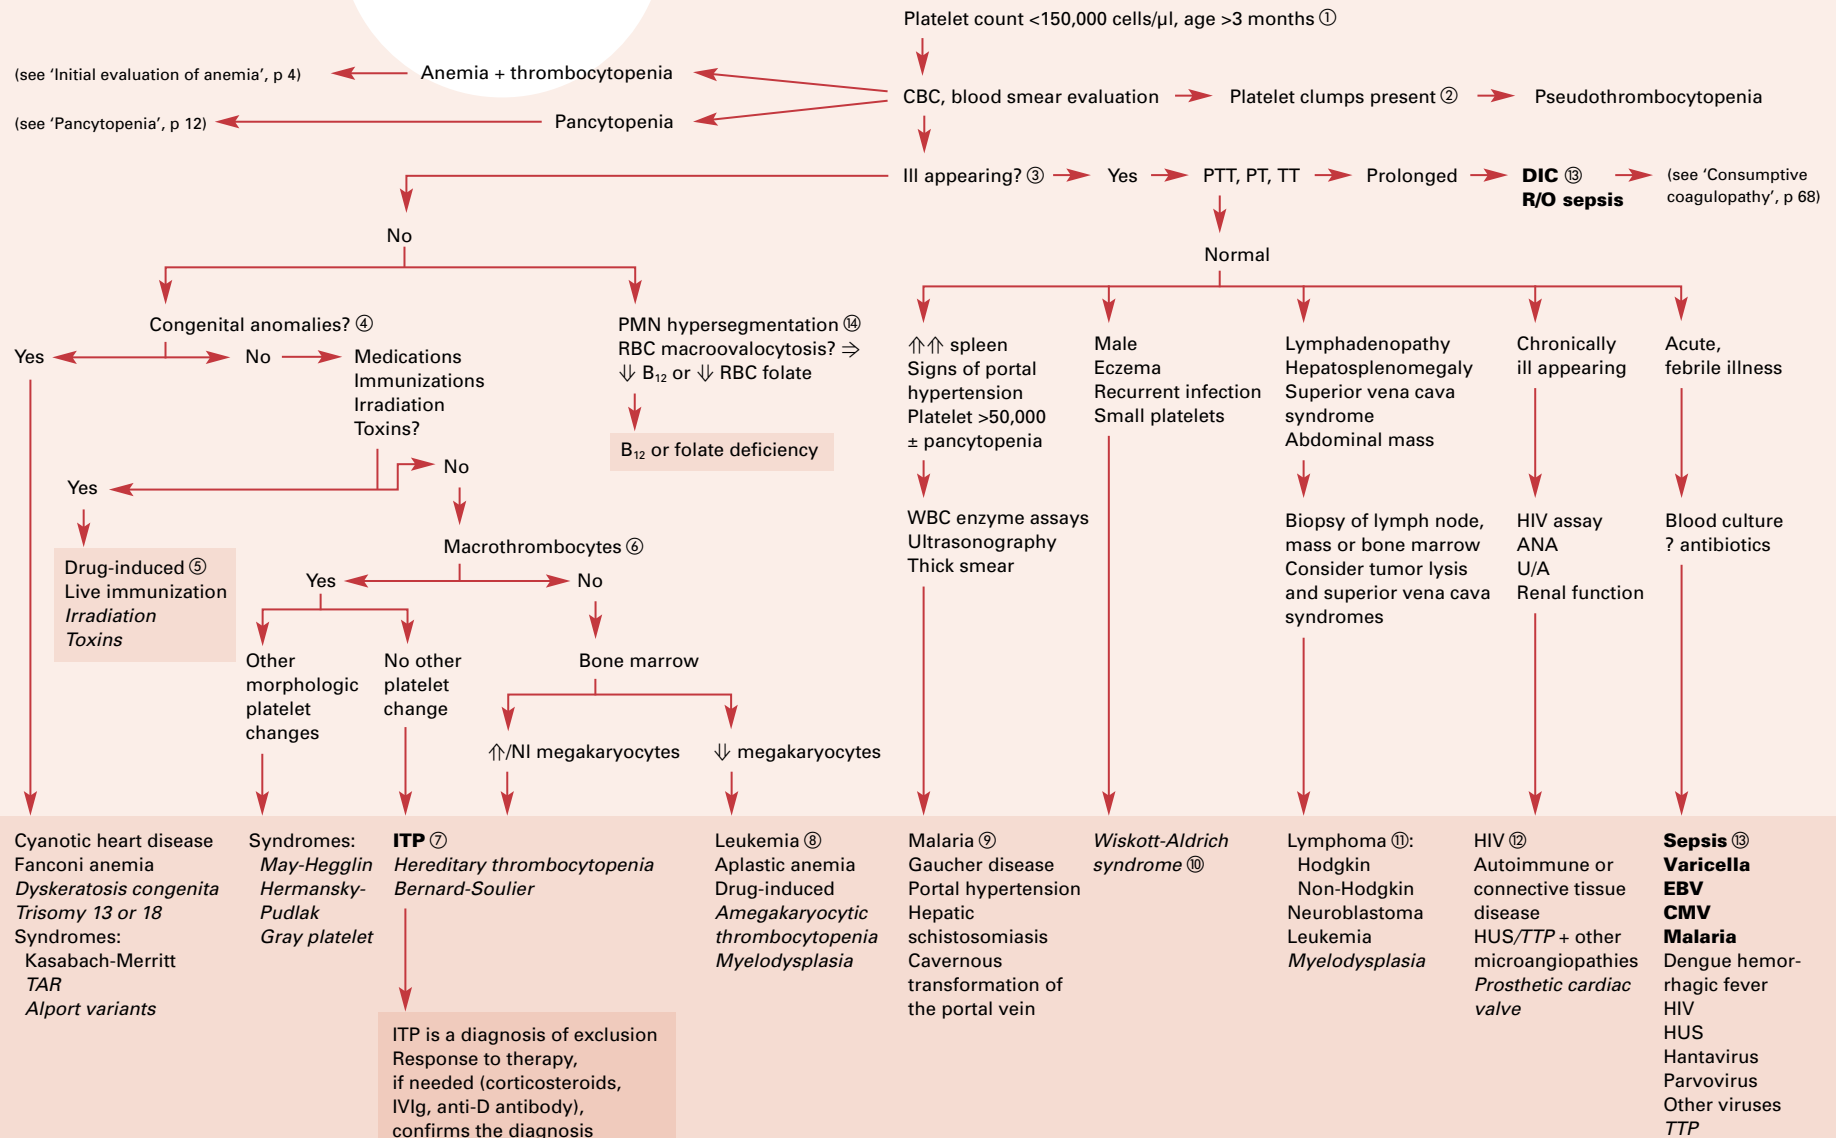 Platelet count <150,000 cells/µl, age >3 months ①
(see ‘Initial evaluation of anemia’, p 4)
Anemia + thrombocytopenia
CBC, blood smear evaluation
Platelet clumps present ②
Pseudothrombocytopenia
(see ‘Pancytopenia’, p 12)
Pancytopenia
Ill appearing? ③
Yes
PTT, PT, TT
Prolonged
DIC ⑬
R/O sepsis
(see ‘Consumptive
coagulopathy’, p 68)
No
Normal
Congenital anomalies? ④
Yes
No
Medications
Immunizations
Irradiation
Toxins?
PMN hypersegmentation ⑭
RBC macroovalocytosis? ⇒
⇓ B12 or ⇓ RBC folate
B12 or folate deficiency
Yes
No
Drug-induced ⑤
Live immunization
Irradiation
Toxins
Macrothrombocytes ⑥
Yes
No
Other
morphologic
platelet
changes
No other
platelet
change
Bone marrow
⇑/NI megakaryocytes
⇓ megakaryocytes
⇑⇑ spleen
Signs of portal
hypertension
Platelet >50,000
± pancytopenia
Male
Eczema
Recurrent infection
Small platelets
Lymphadenopathy
Hepatosplenomegaly
Superior vena cava
syndrome
Abdominal mass
Chronically
ill appearing
Acute,
febrile illness
WBC enzyme assays
Ultrasonography
Thick smear
Biopsy of lymph node,
mass or bone marrow
Consider tumor lysis
and superior vena cava
syndromes
HIV assay
ANA
U/A
Renal function
Blood culture
? antibiotics
Cyanotic heart disease
Fanconi anemia
Dyskeratosis congenita
Trisomy 13 or 18
Syndromes:
Kasabach-Merritt
TAR
Alport variants
Syndromes:
May-Hegglin
Hermansky-
Pudlak
Gray platelet
ITP ⑦
Hereditary thrombocytopenia
Bernard-Soulier
ITP is a diagnosis of exclusion
Response to therapy,
if needed (corticosteroids,
IVIg, anti-D antibody),
confirms the diagnosis
Leukemia ⑧
Aplastic anemia
Drug-induced
Amegakaryocytic
thrombocytopenia
Myelodysplasia
Malaria ⑨
Gaucher disease
Portal hypertension
Hepatic
schistosomiasis
Cavernous
transformation of
the portal vein
Wiskott-Aldrich
syndrome ⑩
Lymphoma ⑪:
Hodgkin
Non-Hodgkin
Neuroblastoma
Leukemia
Myelodysplasia
HIV ⑫
Autoimmune or
connective tissue
disease
HUS/TTP + other
microangiopathies
Prosthetic cardiac
valve
Sepsis ⑬
Varicella
EBV
CMV
Malaria
Dengue hemor-
rhagic fever
HIV
HUS
Hantavirus
Parvovirus
Other viruses
TTP